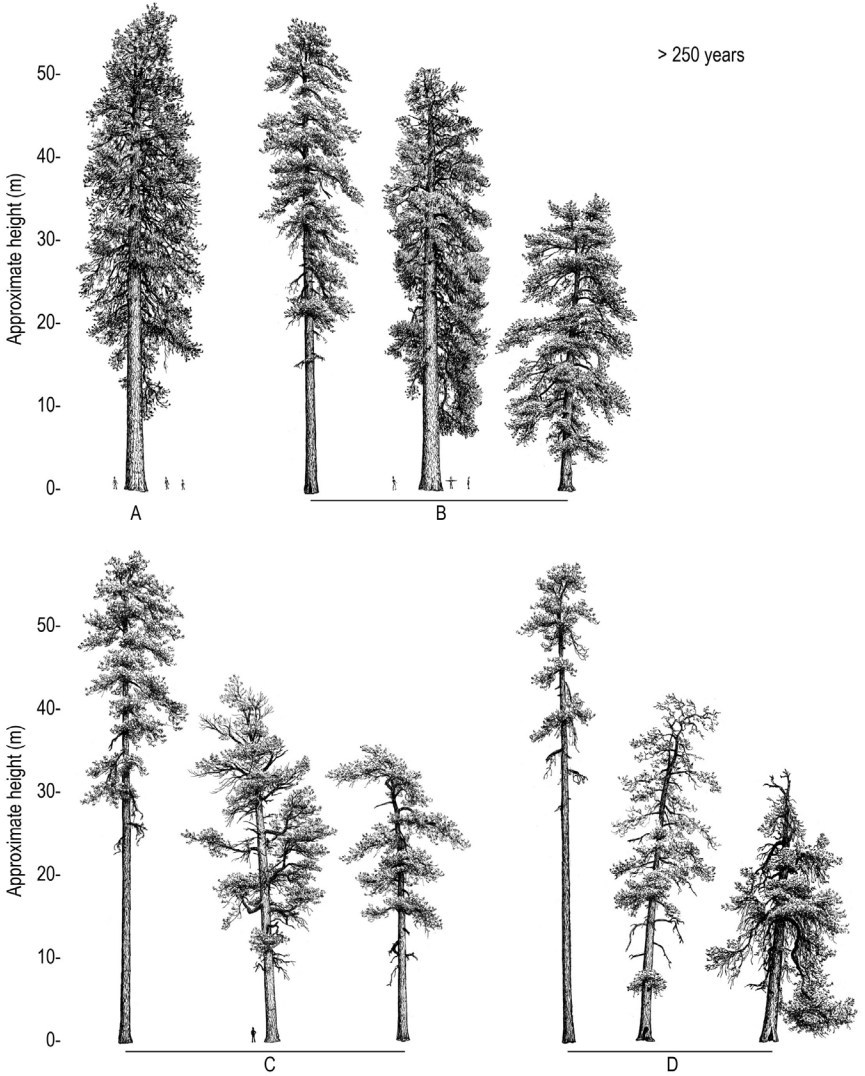 > 250 years
Approximate height (m)
50-
40-
30-
20-
10-
0-
A
B
Approximate height (m)
50-
40-
30-
20-
10-
0-
C
D